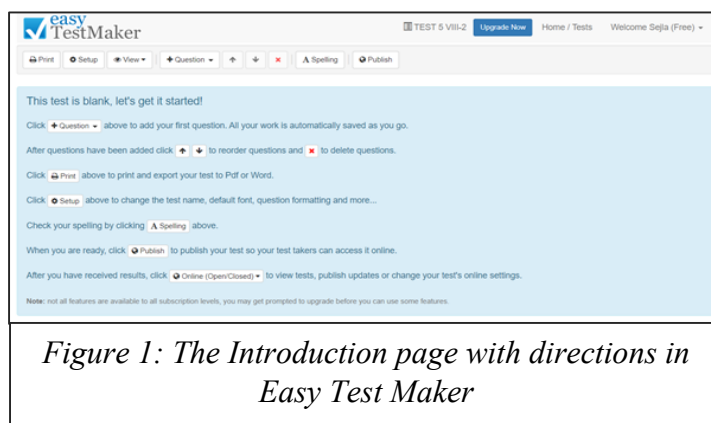 easy
TestMaker
TEST 5 VIII-2 Upgrade Now Home / Tests Welcome Sejla (Free)
Print Setup View + Question A Spelling Publish
This test is blank, let's get it started!
Click + Question above to add your first question. All your work is automatically saved as you go.
After questions have been added click to reorder questions and to delete questions.
Click Print above to print and export your test to Pdf or Word.
Click Setup above to change the test name, default font, question formatting and more...
Check your spelling by clicking A Spelling above.
When you are ready, click Publish to publish your test so your test takers can access it online.
After you have received results, click Online (Open/Closed) to view tests, publish updates or change your test's online settings.
Note: not all features are available to all subscription levels, you may get prompted to upgrade before you can use some features.
Figure 1: The Introduction page with directions in
Easy Test Maker